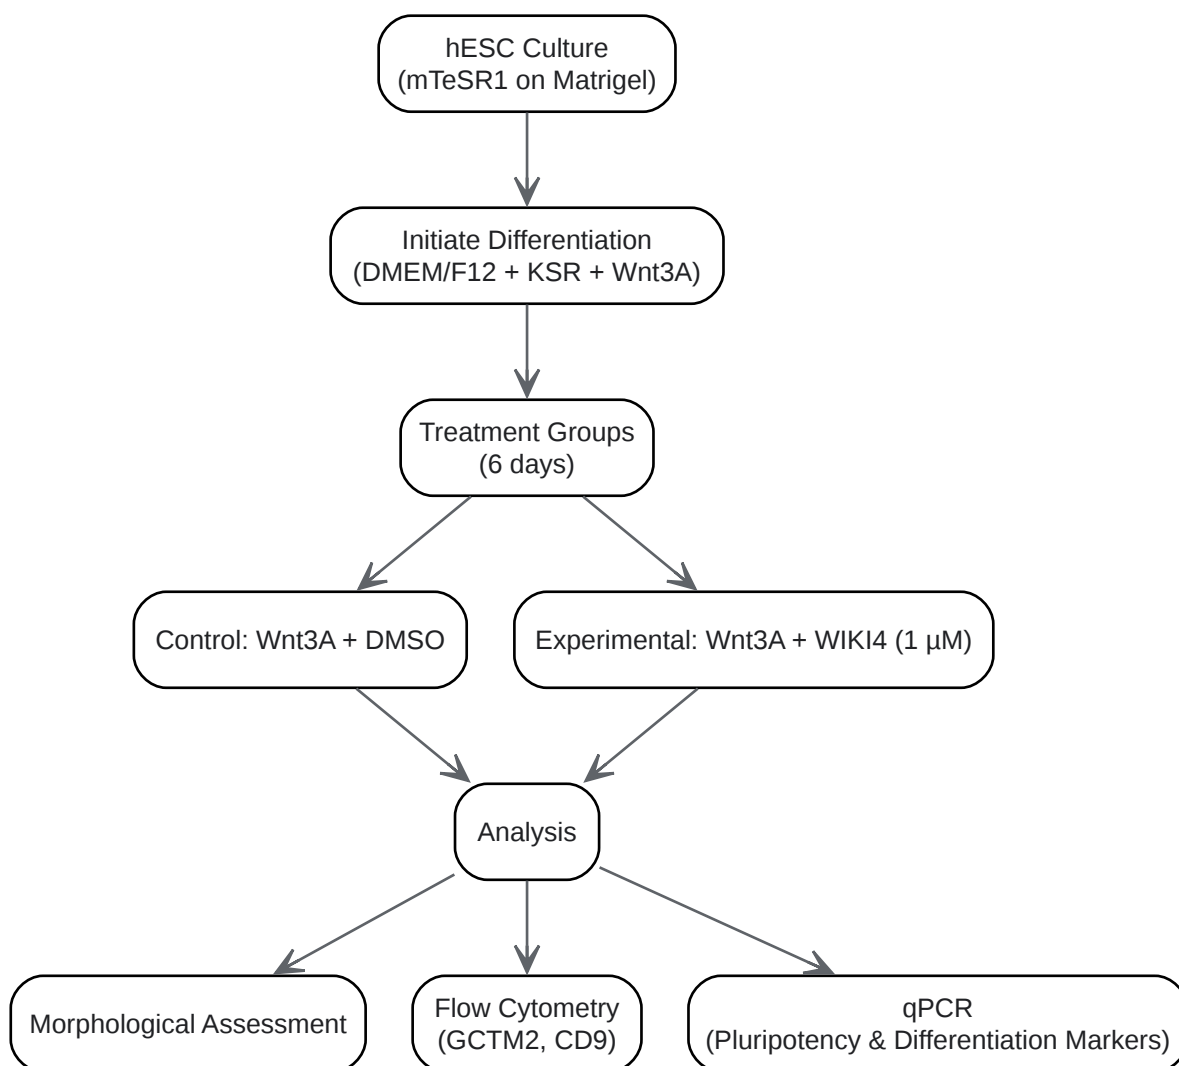 hESC Culture
(mTeSR1 on Matrigel)
Initiate Differentiation
(DMEM/F12 + KSR + Wnt3A)
Treatment Groups
(6 days)
Control: Wnt3A + DMSO
Experimental: Wnt3A + WIKI4 (1 µM)
Analysis
Morphological Assessment
Flow Cytometry
(GCTM2, CD9)
qPCR
(Pluripotency & Differentiation Markers)